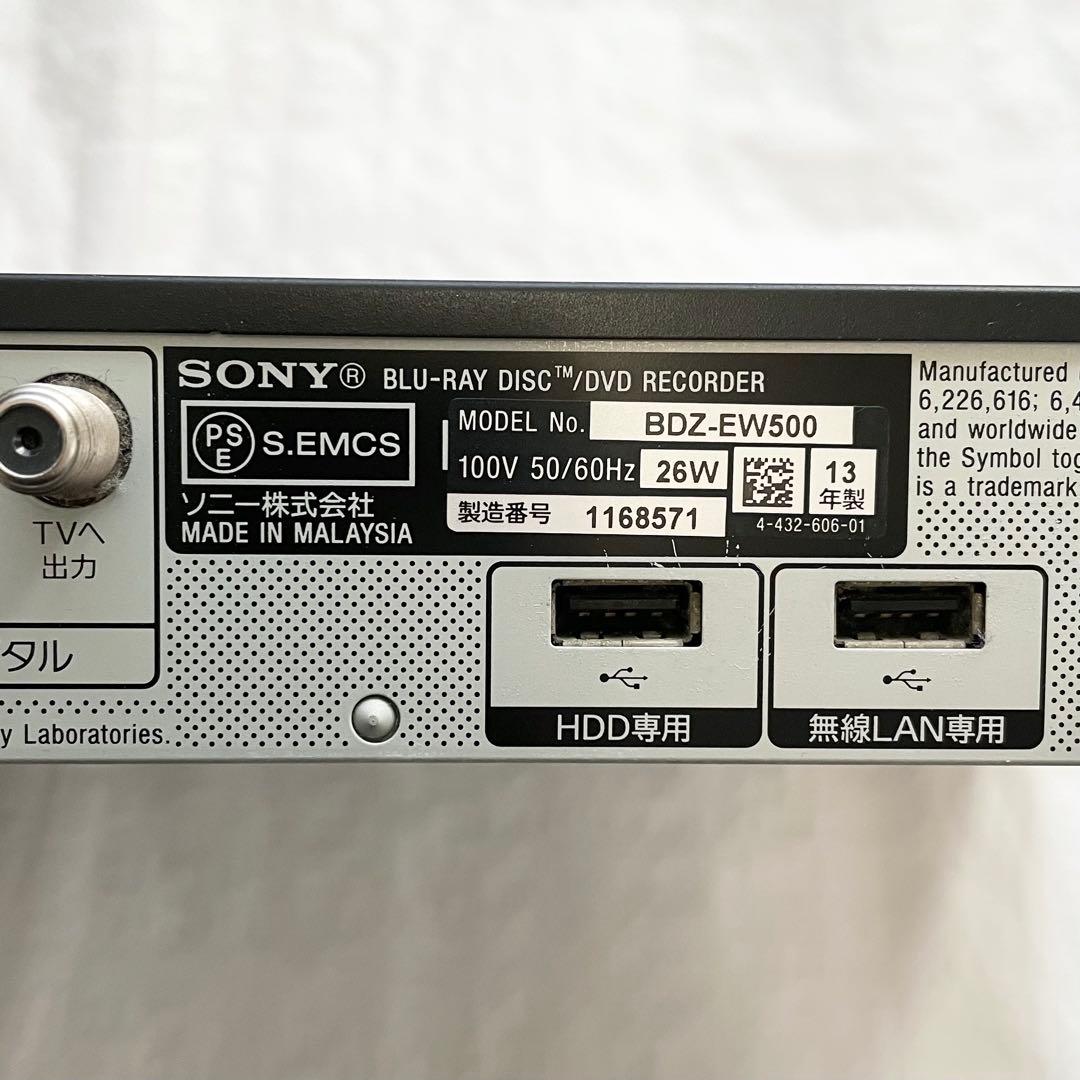 SONY® BLU-RAY DISC™/DVD RECORDER
PSE S.EMCS
ソニー株式会社
MADE IN MALAYSIA
MODEL No. BDZ-EW500
100V 50/60Hz 26W
13
年製
製造番号 1168571
4-432-606-01
Manufactured
6,226,616; 6,4
and worldwide
the Symbol tog
is a trademark
TVへ
出力
タル
y Laboratories.
HDD専用
無線LAN専用